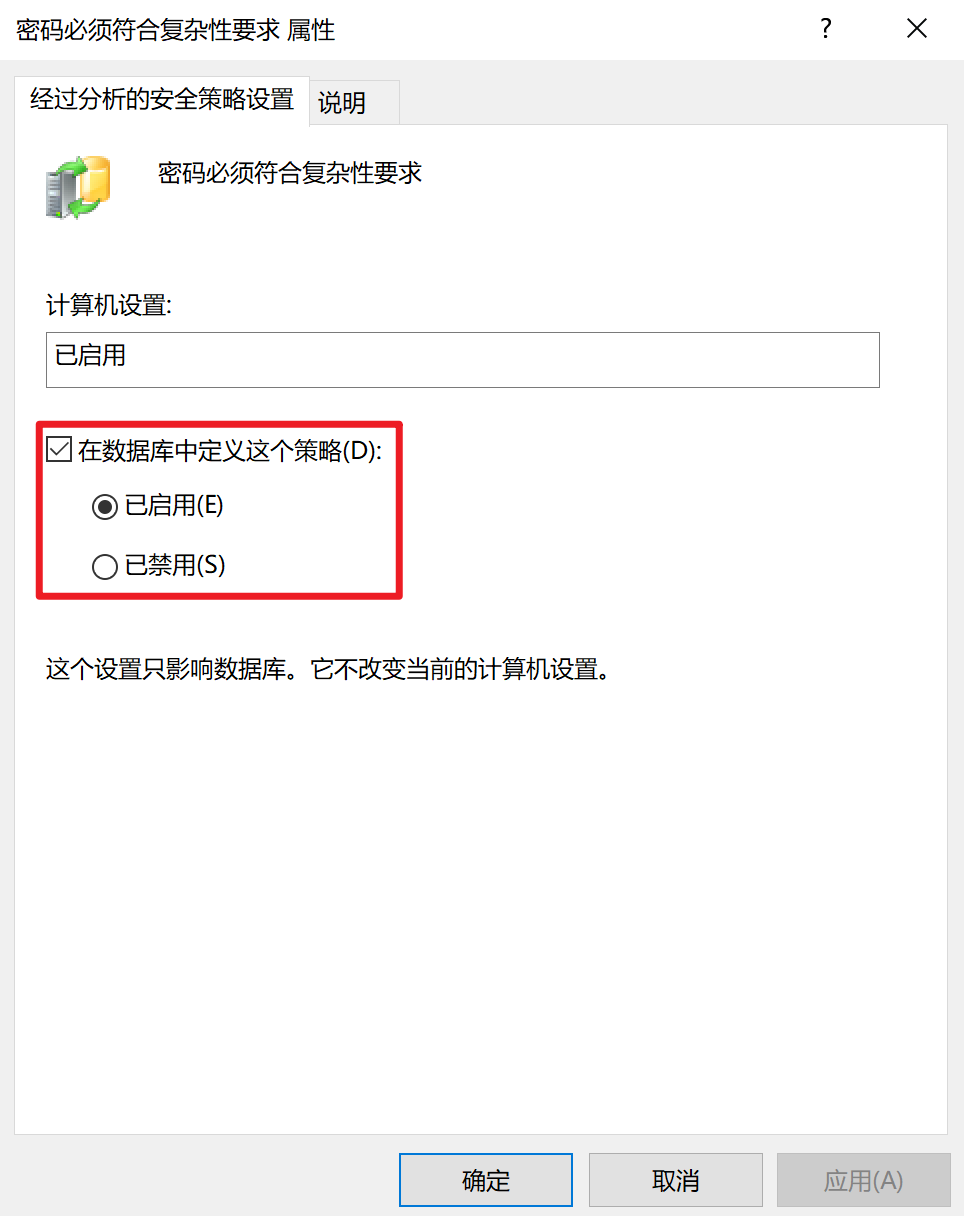 密码必须符合复杂性要求 属性
?
经过分析的安全策略设置
说明
密码必须符合复杂性要求
计算机设置:
已启用
在数据库中定义这个策略(D):
已启用(E)
已禁用(S)
这个设置只影响数据库。它不改变当前的计算机设置。
确定
取消
应用(A)